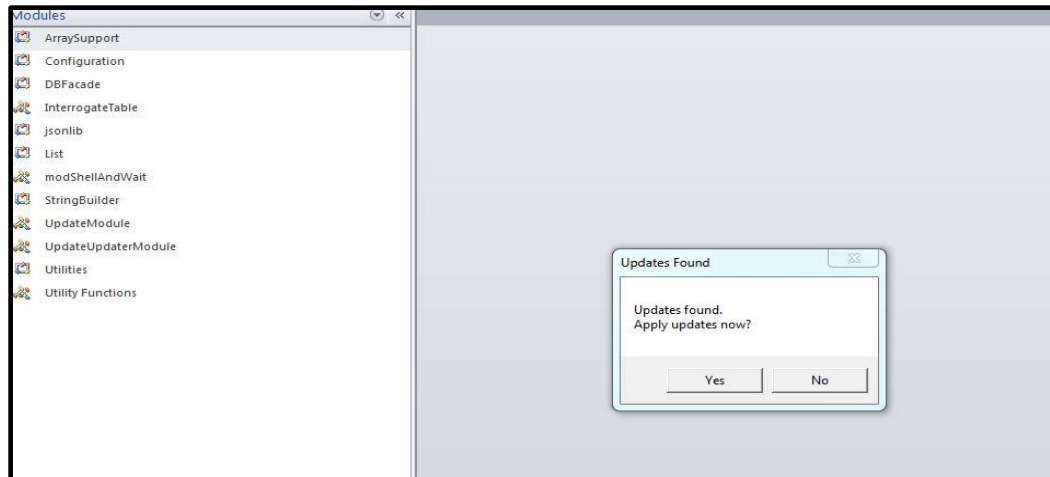 Modules
ArraySupport
Configuration
DBFacade
InterrogateTable
jsonlib
List
modShellAndWait
StringBuilder
UpdateModule
UpdateUpdaterModule
Utilities
Utility Functions
Updates Found
Updates found.
Apply updates now?
Yes No